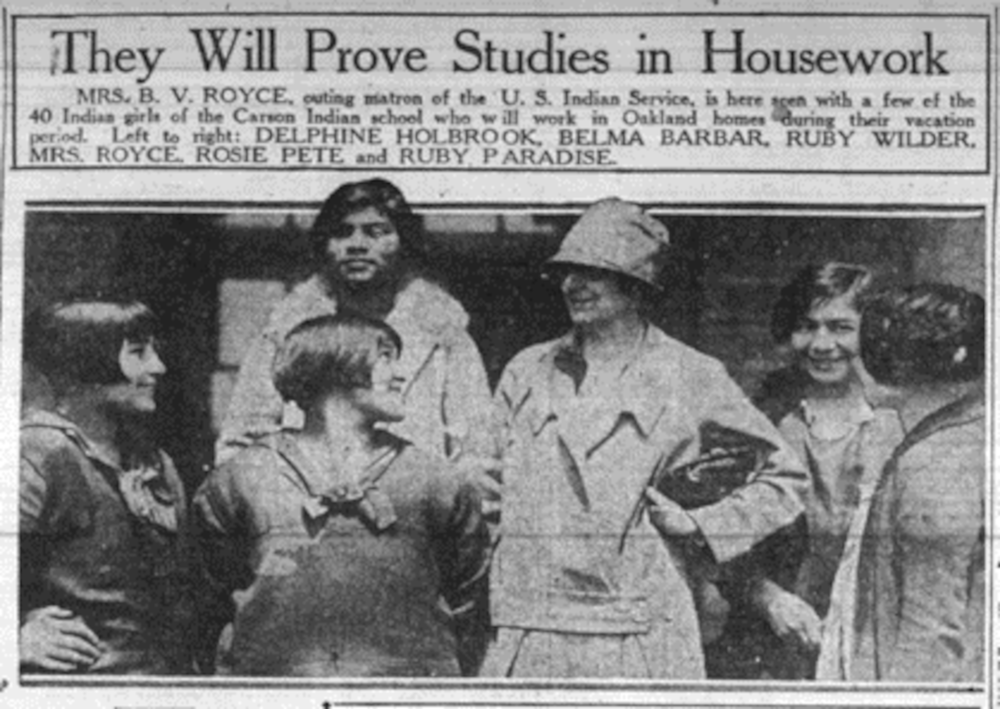 They Will Prove Studies in Housework
MRS. B. V. ROYCE, outing matron of the U. S. Indian Service, is here seen with a few of the
40 Indian girls of the Carson Indian school who will work in Oakland homes during their vacation
period. Left to right: DELPHINE HOLBROOK, BELMA BARBAR, RUBY WILDER,
MRS. ROYCE, ROSIE PETE and RUBY PARADISE.